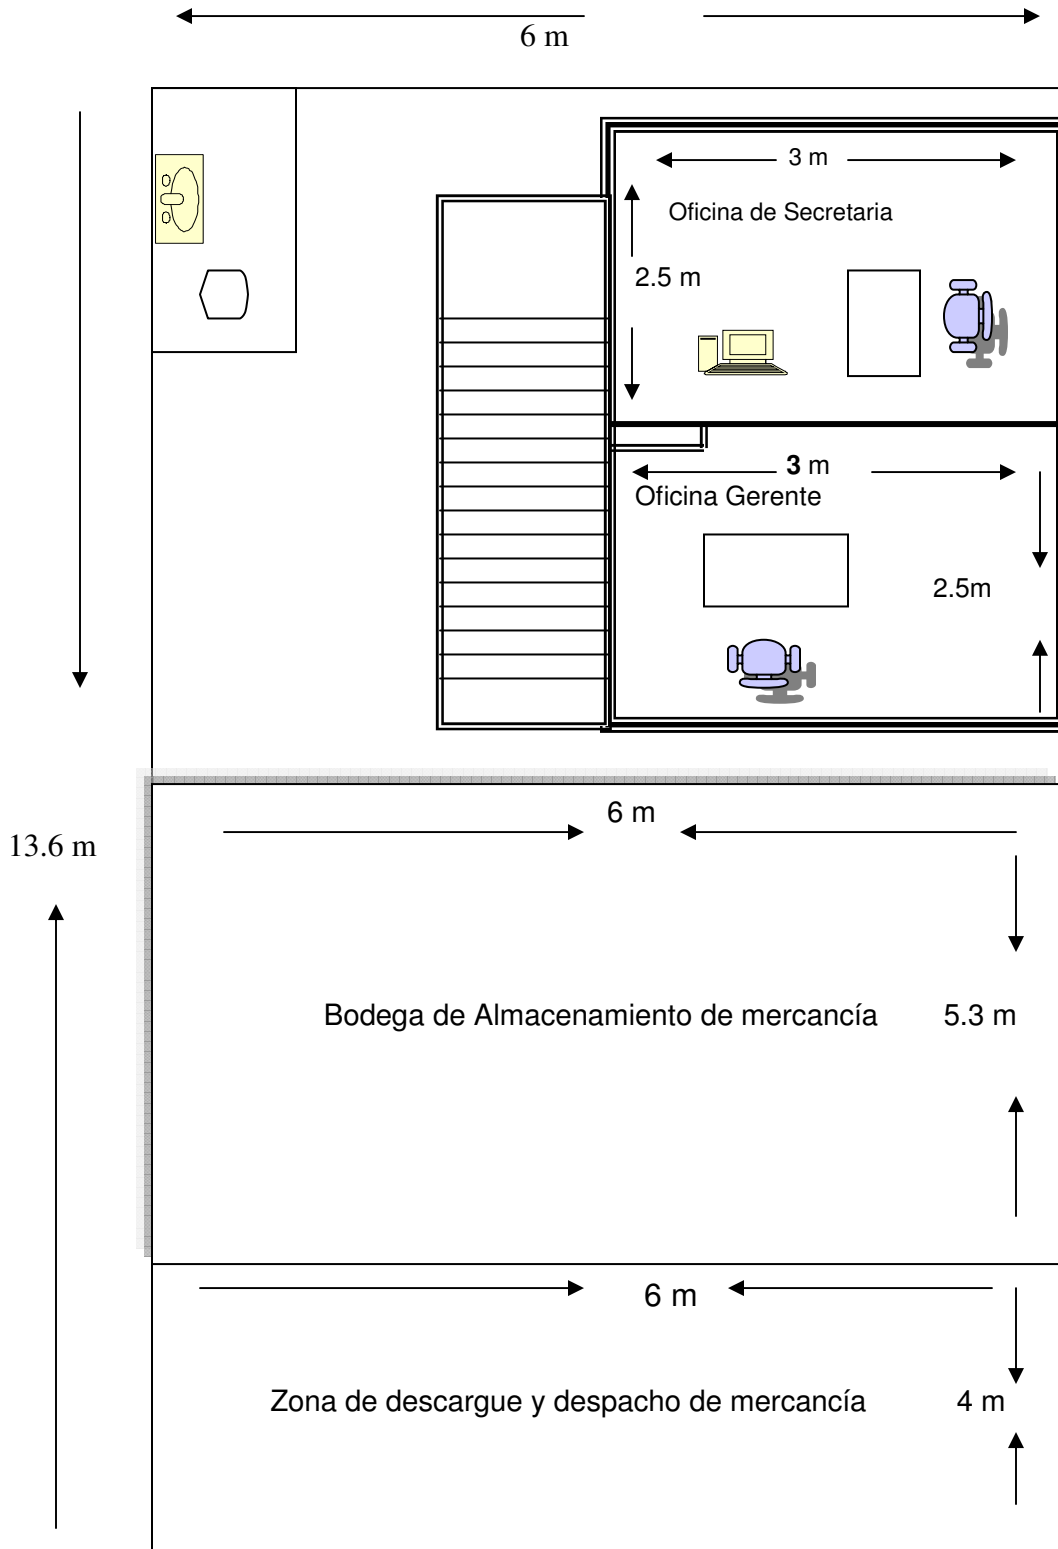 6 m
3 m
Oficina de Secretaria
2.5 m
3 m
Oficina Gerente
2.5m
6 m
13.6 m
Bodega de Almacenamiento de mercancía 5.3 m
6 m
Zona de descargue y despacho de mercancía 4 m